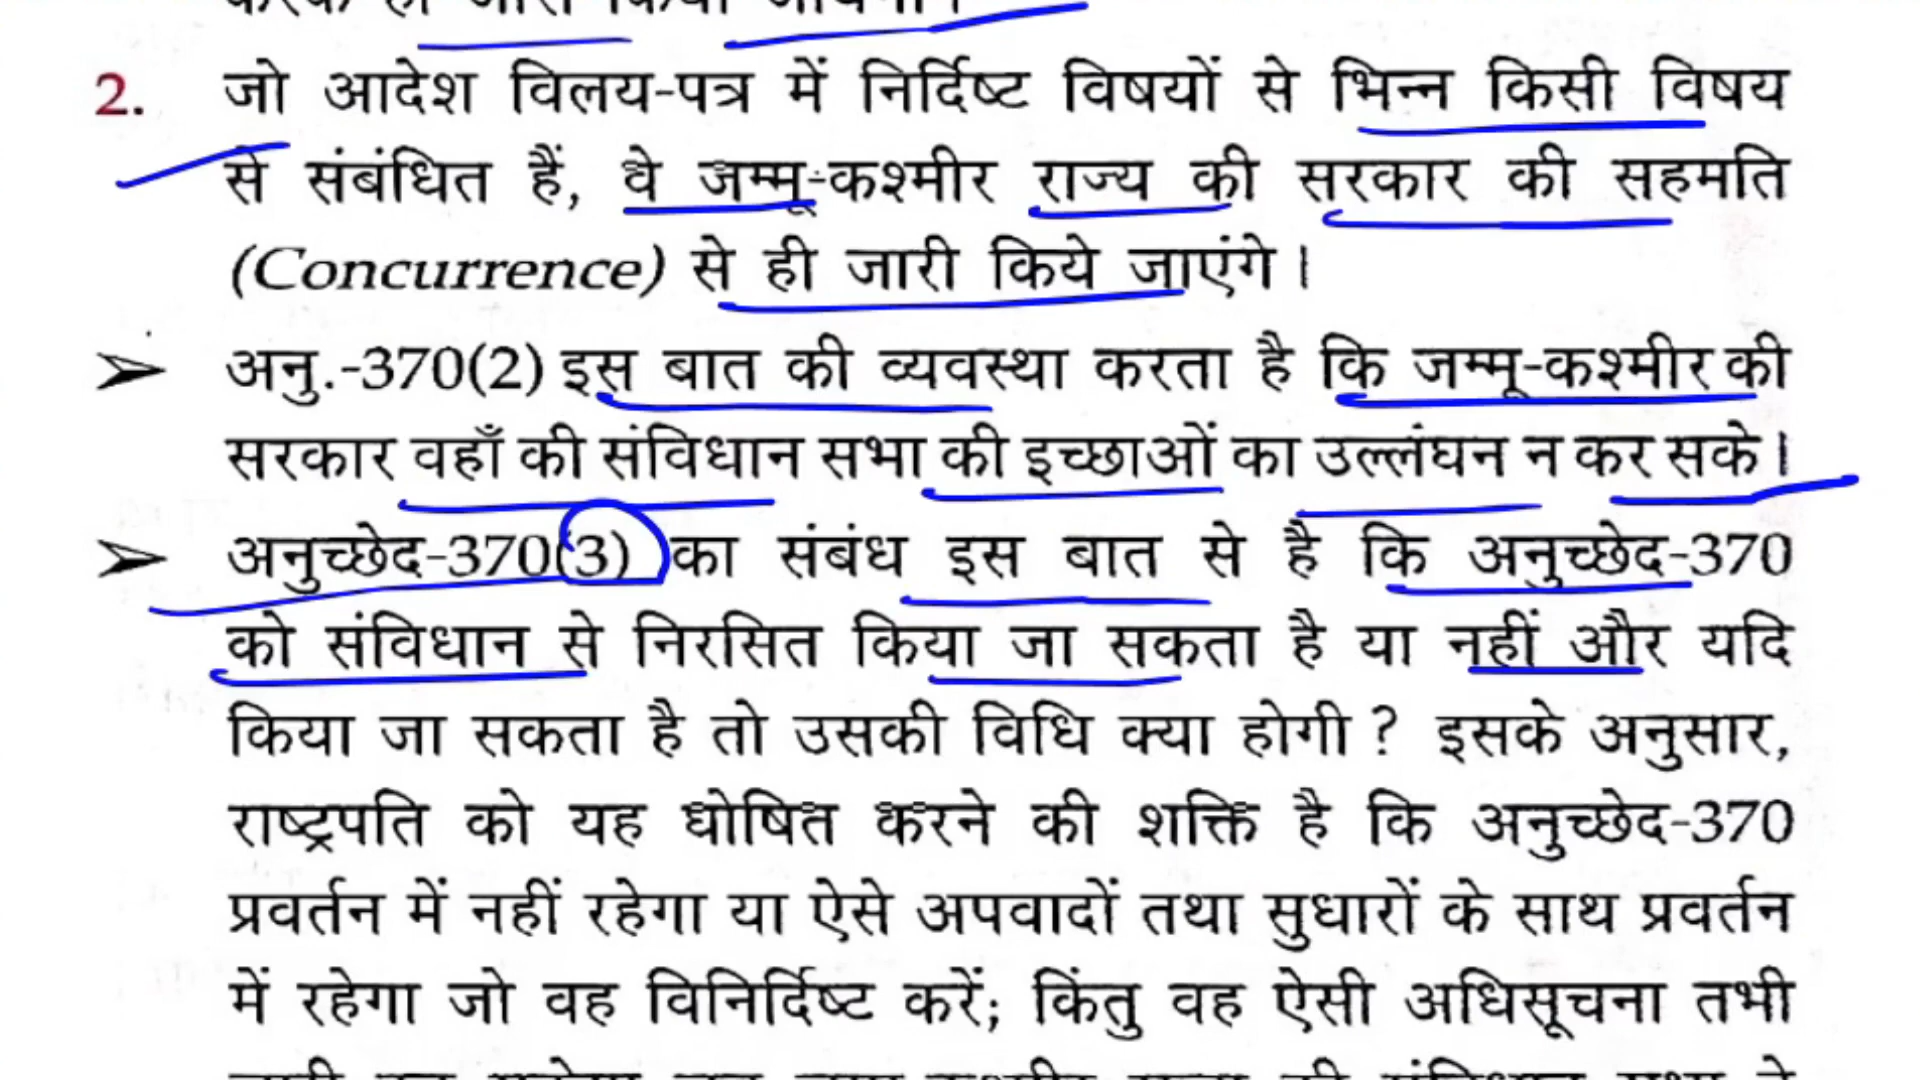 2. जो आदेश विलय-पत्र में निर्दिष्ट विषयों से भिन्न किसी विषय
से संबंधित हैं, वे जम्मू-कश्मीर राज्य की सरकार की सहमति
(Concurrence) से ही जारी किये जाएंगे।
➤ अनु.-370(2) इस बात की व्यवस्था करता है कि जम्मू-कश्मीर की
सरकार वहाँ की संविधान सभा की इच्छाओं का उल्लंघन न कर सके।
➤ अनुच्छेद-370(3) का संबंध इस बात से है कि अनुच्छेद-370
को संविधान से निरसित किया जा सकता है या नहीं और यदि
किया जा सकता है तो उसकी विधि क्या होगी? इसके अनुसार,
राष्ट्रपति को यह घोषित करने की शक्ति है कि अनुच्छेद-370
प्रवर्तन में नहीं रहेगा या ऐसे अपवादों तथा सुधारों के साथ प्रवर्तन
में रहेगा जो वह विनिर्दिष्ट करें; किंतु वह ऐसी अधिसूचना तभी